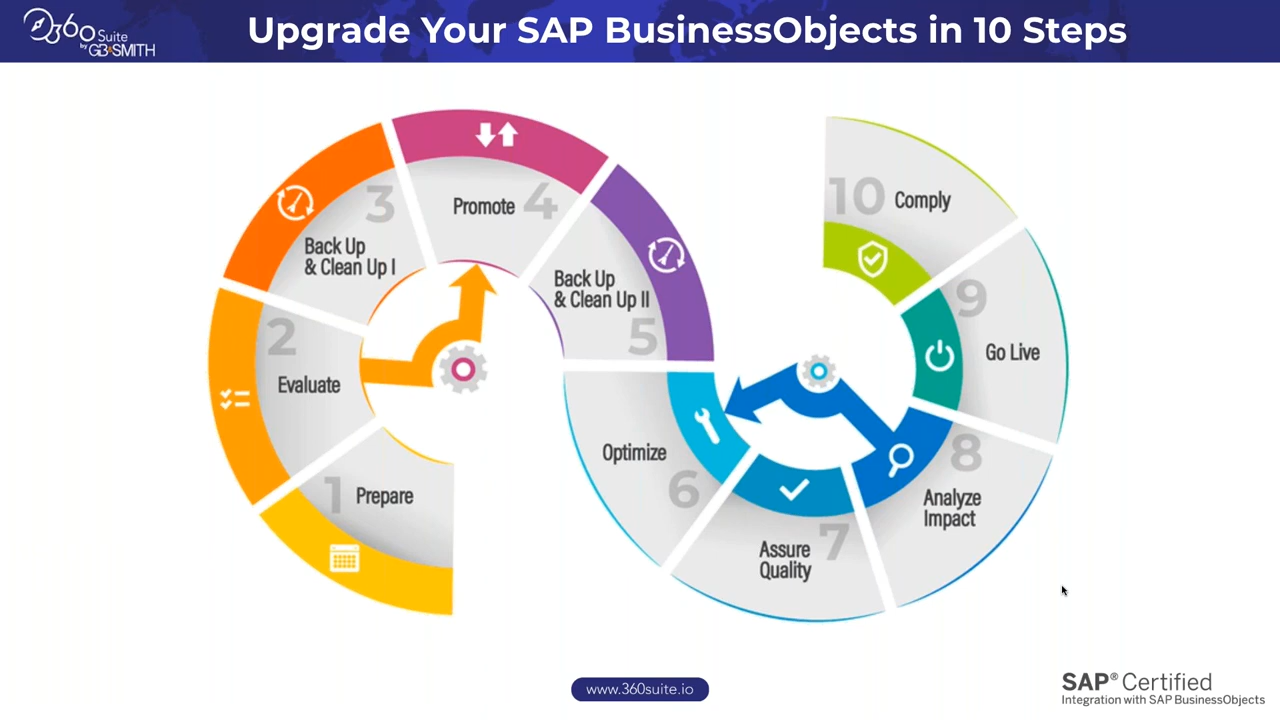 360 Suite
by GB&SMITH
Upgrade Your SAP BusinessObjects in 10 Steps
1
Prepare
2
Evaluate
3
Back Up
& Clean Up I
Promote 4
Back Up
& Clean Up II
5
Optimize
6
Assure
Quality
7
8
Analyze
Impact
9
Go Live
10 Comply
www.360suite.io
SAP® Certified
Integration with SAP BusinessObjects